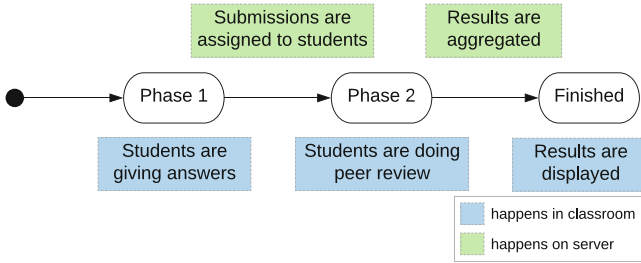 Submissions are
assigned to students
Results are
aggregated
Phase 1
Phase 2
Finished
Students are
giving answers
Students are doing
peer review
Results are
displayed
happens in classroom
happens on server